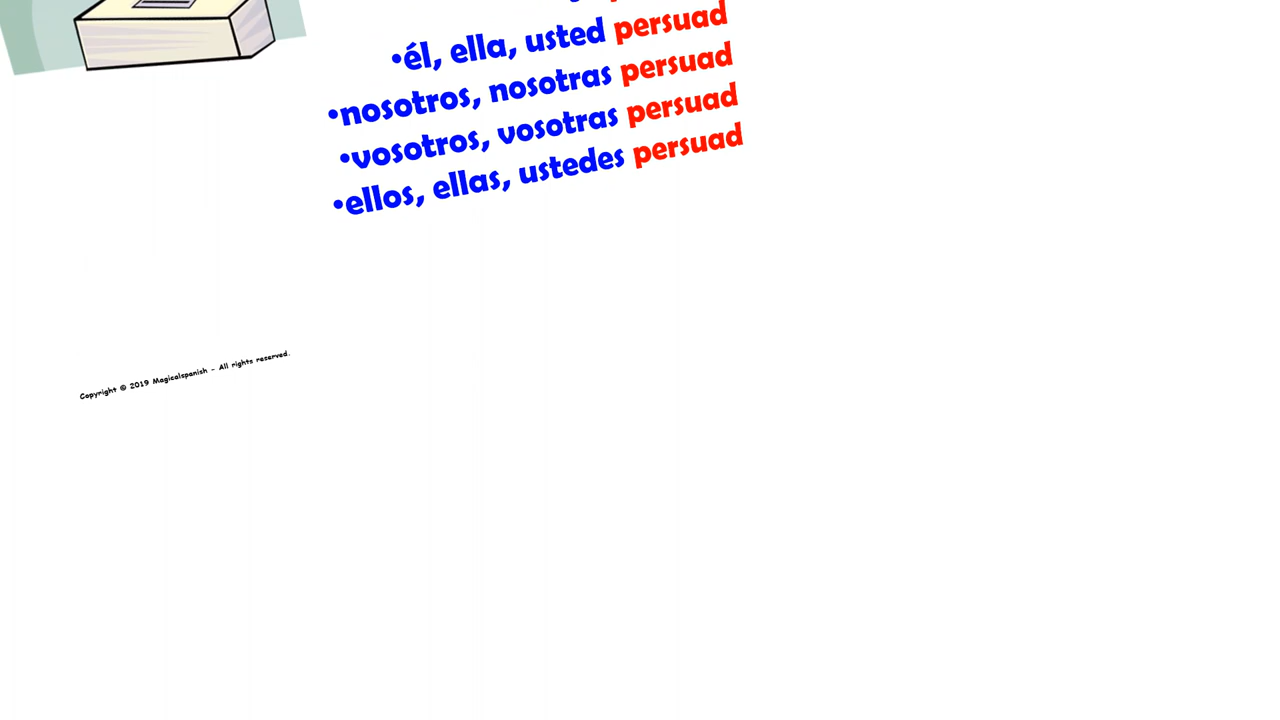 •él, ella, usted persuad
•nosotros, nosotras persuad
•vosotros, vosotras persuad
•ellos, ellas, ustedes persuad
Copyright © 2019 Magicalspanish - All rights reserved.